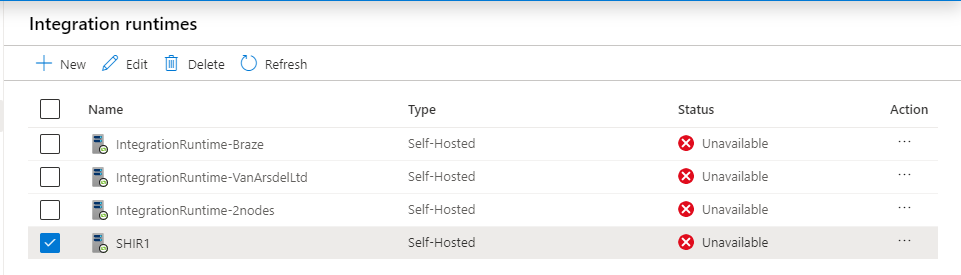 Integration runtimes
New Edit Delete Refresh
Name Type Status Action
IntegrationRuntime-Braze Self-Hosted Unavailable ...
IntegrationRuntime-VanArsdelLtd Self-Hosted Unavailable ...
IntegrationRuntime-2nodes Self-Hosted Unavailable ...
SHIR1 Self-Hosted Unavailable ...